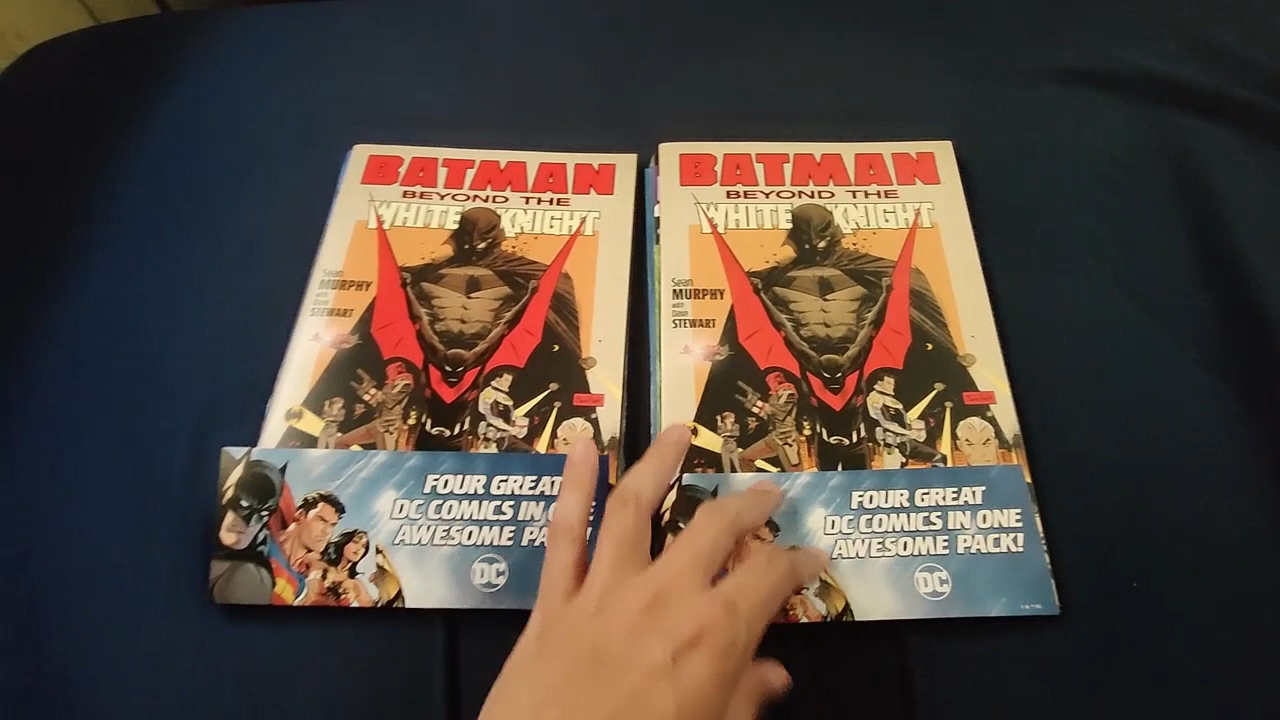 BATMAN
BEYOND THE
WHITE KNIGHT
Sean
MURPHY
with
Dave
STEWART
FOUR GREAT
DC COMICS IN ONE
AWESOME PA
DC
BATMAN
BEYOND THE
WHITE KNIGHT
Sean
MURPHY
with
Dave
STEWART
FOUR GREAT
DC COMICS IN ONE
AWESOME PACK!
DC